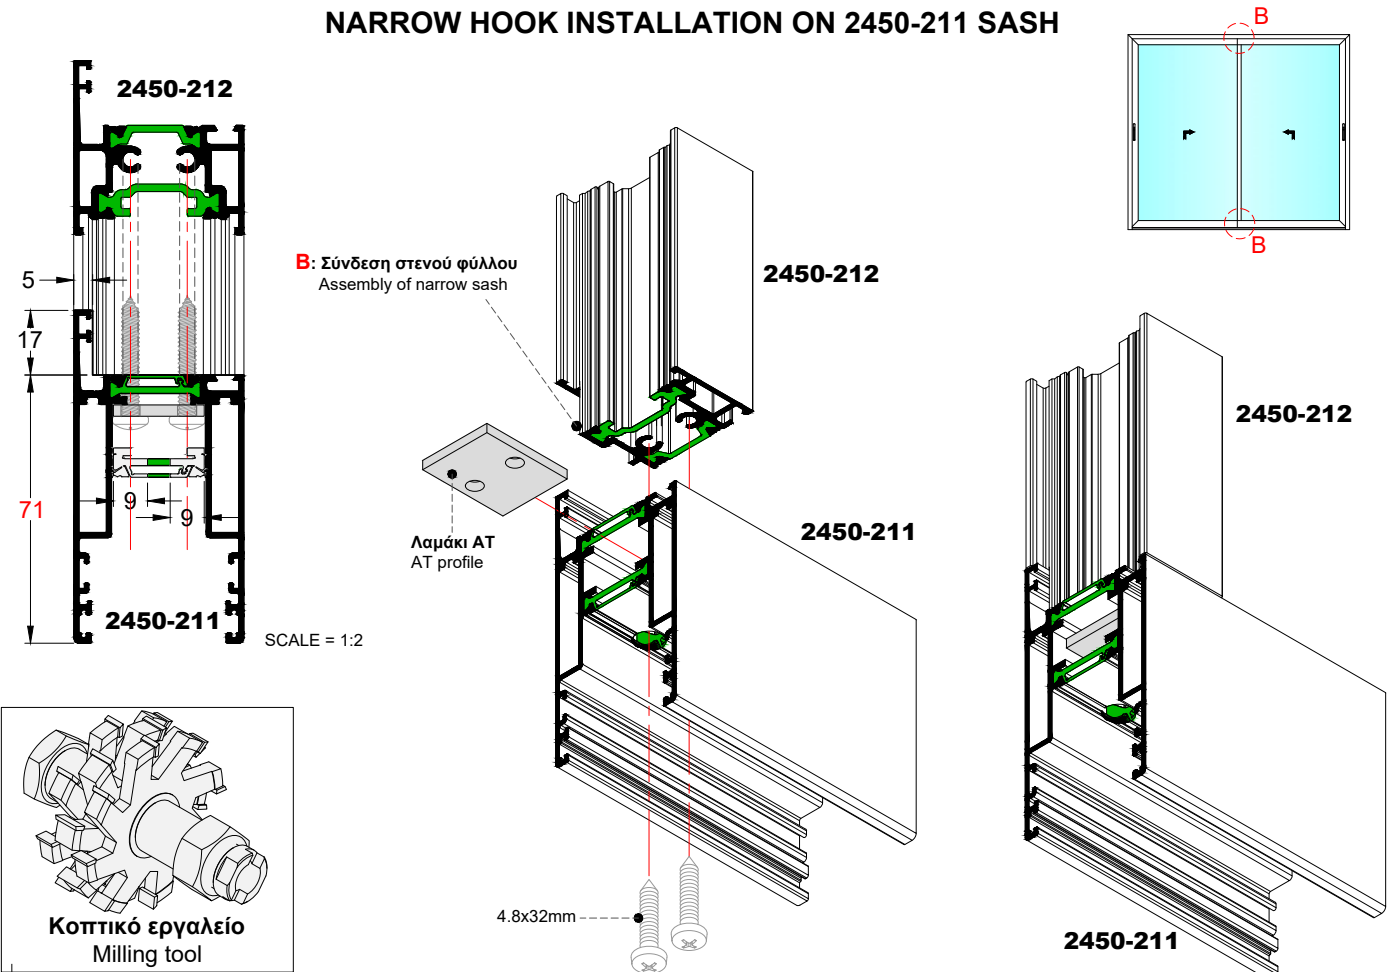 NARROW HOOK INSTALLATION ON 2450-211 SASH
B
B
2450-212
5
17
71
9
9
2450-211
SCALE = 1:2
B: Σύνδεση στενού φύλλου
Assembly of narrow sash
2450-212
Λαμάκι ΑΤ
AT profile
2450-211
4.8x32mm
2450-212
2450-211
Κοπτικό εργαλείο
Milling tool